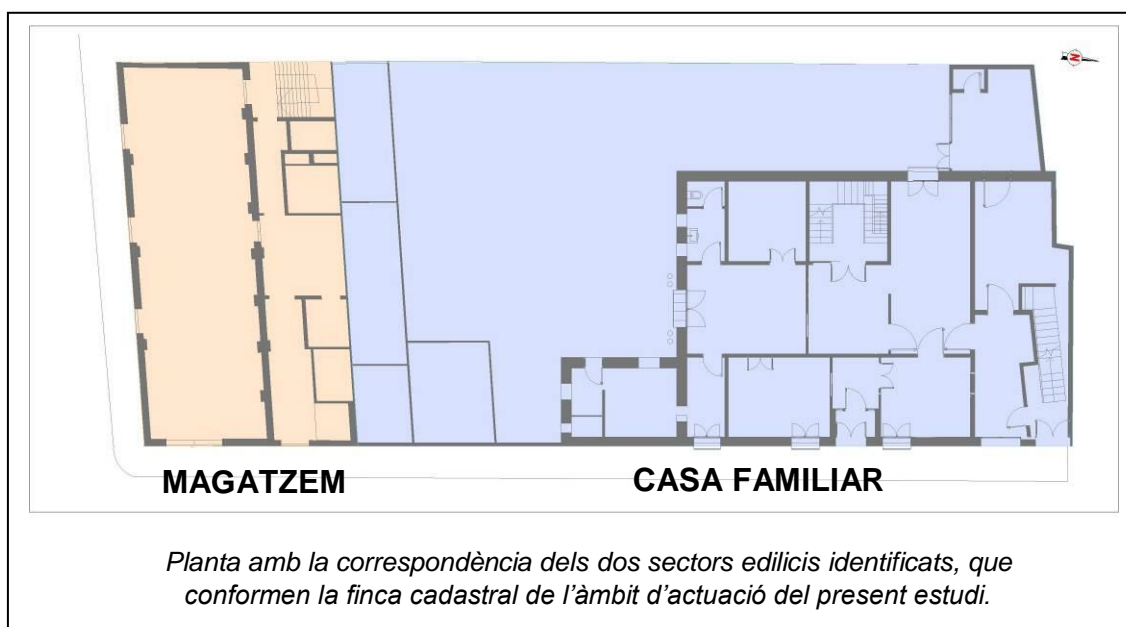 N
MAGATZEM
CASA FAMILIAR
Planta amb la correspondència dels dos sectors edilicis identificats, que
conformen la finca cadastral de l’àmbit d’actuació del present estudi.